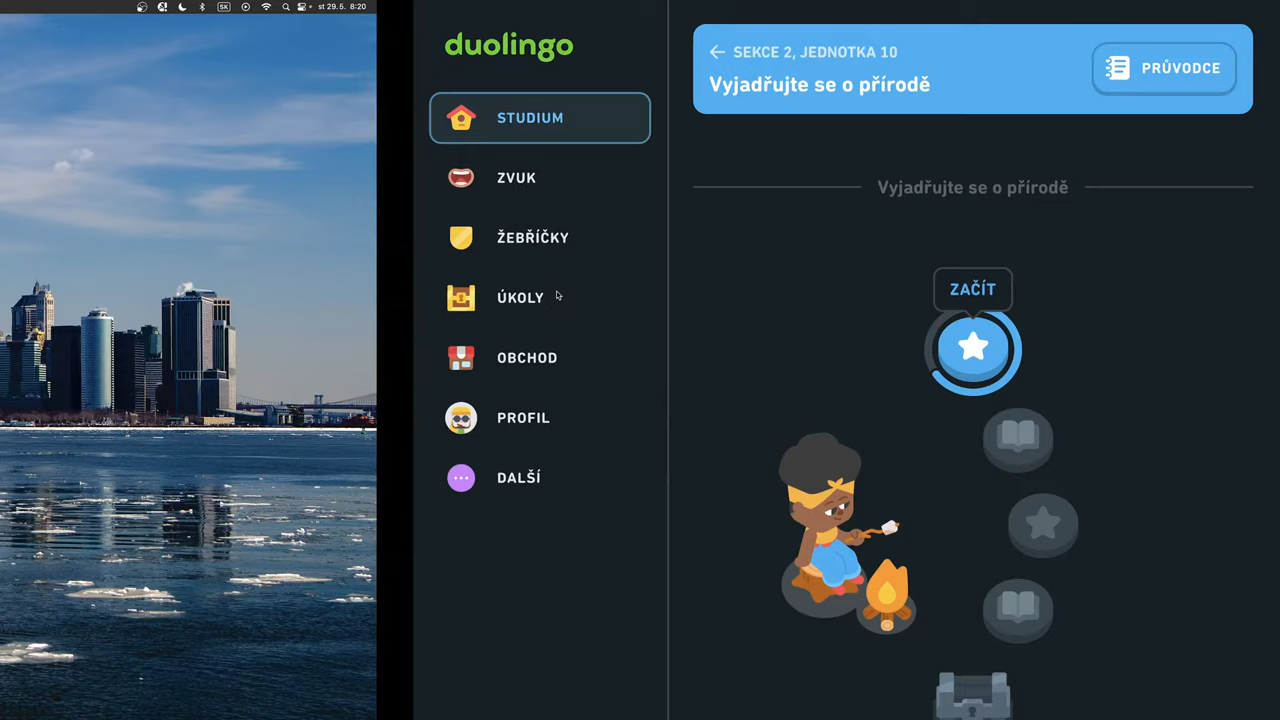 SK
st 29.5. 8:20
duolingo
STUDIUM
ZVUK
ŽEBŘÍČKY
ÚKOLY
OBCHOD
PROFIL
DALŠÍ
SEKCE 2, JEDNOTKA 10
Vyjadřujte se o přírodě
PRŮVODCE
Vyjadřujte se o přírodě
ZAČÍT